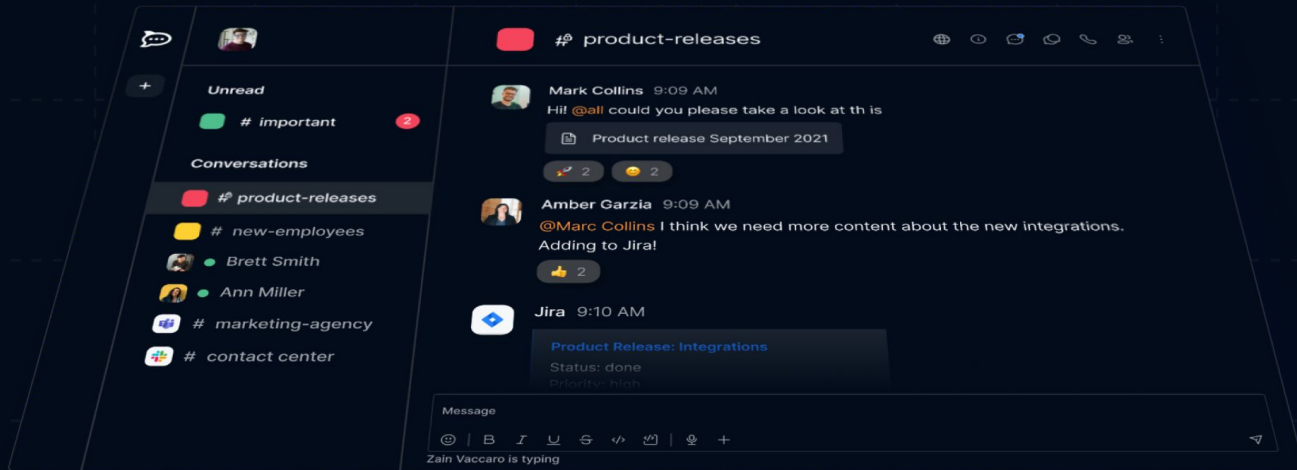 +
Unread
# important 2
Conversations
# product-releases
# new-employees
Brett Smith
Ann Miller
# marketing-agency
# contact center
# product-releases
Mark Collins 9:09 AM
Hi! @all could you please take a look at th is
Product release September 2021
2 2
Amber Garzia 9:09 AM
@Marc Collins I think we need more content about the new integrations.
Adding to Jira!
2
Jira 9:10 AM
Product Release: Integrations
Status: done
Priority: high
Message
B I U S </> +
Zain Vaccaro is typing